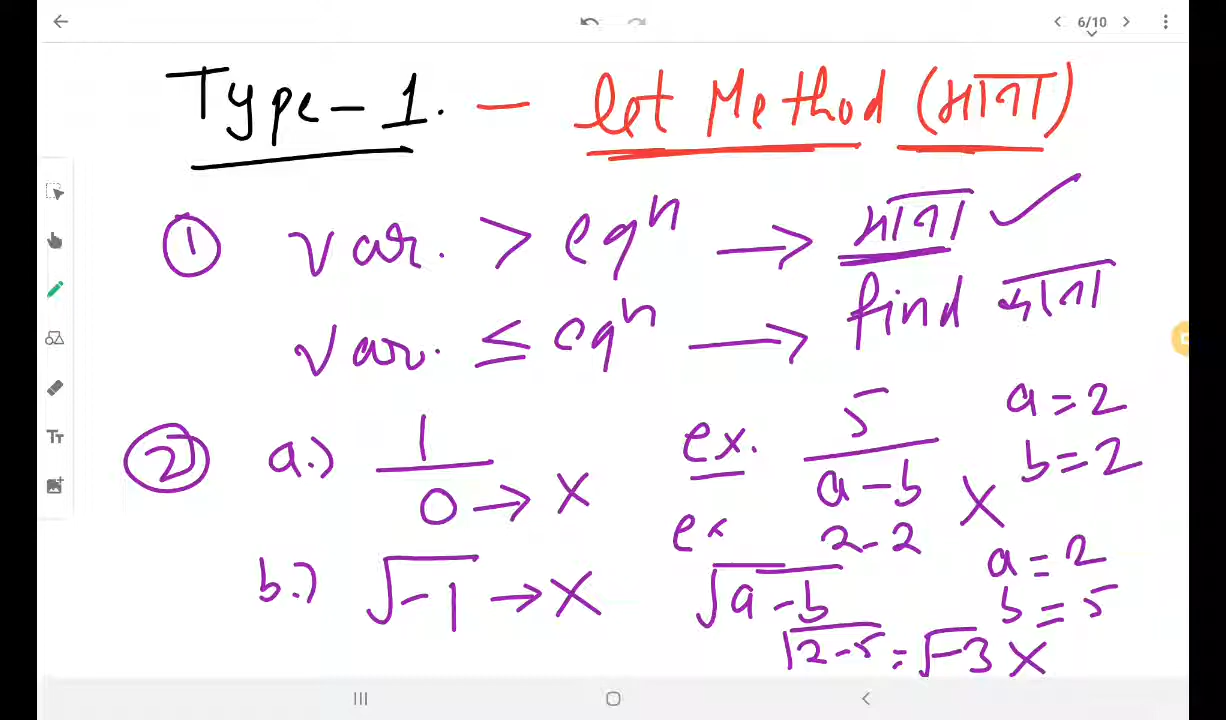 6/10
Type-1. - let Method (माना)
① var. > eqⁿ → माना ✓
var. ≤ eqⁿ → find माना
② a.) 1/0 → X
ex. 5/(a-b) a=2
b=2
2-2 X
b.) √-1 → X
ex √a-b a=2
b=5
√2-5 = √-3 X
Tт